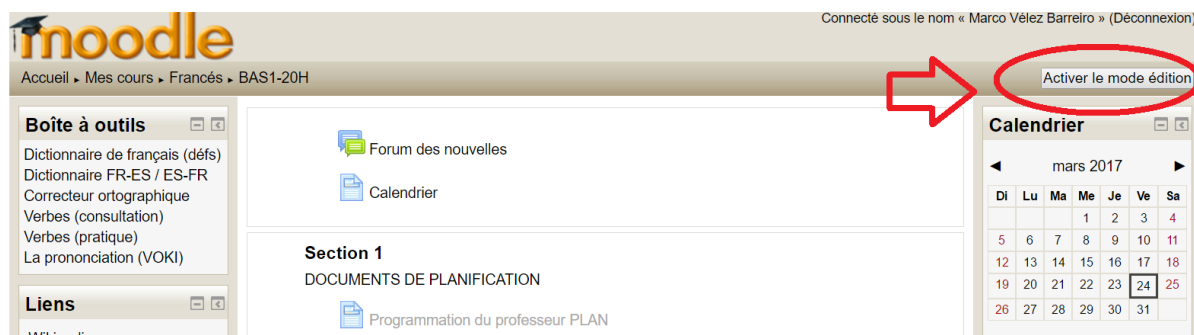 Connecté sous le nom « Marco Vélez Barreiro » (Déconnexion)
moodle
Accueil ▸ Mes cours ▸ Francés ▸ BAS1-20H
Activer le mode édition
Boîte à outils
Dictionnaire de français (défs)
Dictionnaire FR-ES / ES-FR
Correcteur ortographique
Verbes (consultation)
Verbes (pratique)
La prononciation (VOKI)
Liens
Forum des nouvelles
Calendrier
Section 1
DOCUMENTS DE PLANIFICATION
Programmation du professeur PLAN
Calendrier
◄ mars 2017 ►
Di Lu Ma Me Je Ve Sa
1 2 3 4
5 6 7 8 9 10 11
12 13 14 15 16 17 18
19 20 21 22 23 24 25
26 27 28 29 30 31